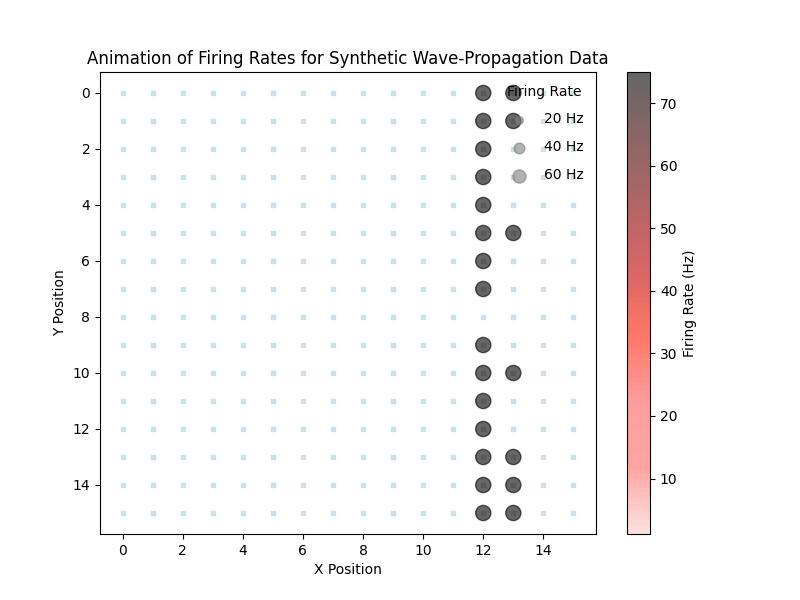 Animation of Firing Rates for Synthetic Wave-Propagation Data
Firing Rate
20 Hz
40 Hz
60 Hz
0
2
4
6
8
10
12
14
Y Position
0
2
4
6
8
10
12
14
X Position
70
60
50
40
30
20
10
Firing Rate (Hz)